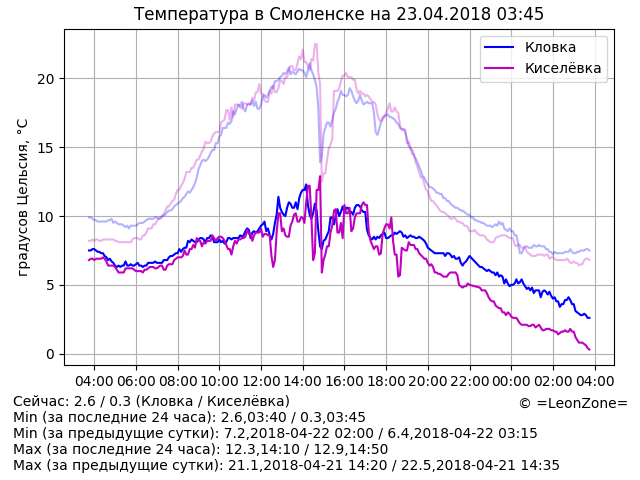 Температура в Смоленске на 23.04.2018 03:45
Кловка
Киселёвка
градусов Цельсия, °C
20
15
10
5
0
04:00 06:00 08:00 10:00 12:00 14:00 16:00 18:00 20:00 22:00 00:00 02:00 04:00
Сейчас: 2.6 / 0.3 (Кловка / Киселёвка)
© =LeonZone=
Min (за последние 24 часа): 2.6,03:40 / 0.3,03:45
Min (за предыдущие сутки): 7.2,2018-04-22 02:00 / 6.4,2018-04-22 03:15
Max (за последние 24 часа): 12.3,14:10 / 12.9,14:50
Max (за предыдущие сутки): 21.1,2018-04-21 14:20 / 22.5,2018-04-21 14:35